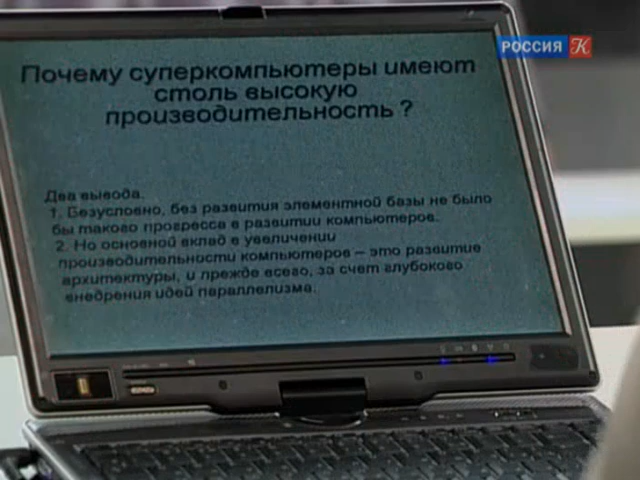 РОССИЯ К
Почему суперкомпьютеры имеют
столь высокую
производительность ?
Два вывода.
1. Безусловно, без развития элементной базы не было
бы такого прогресса в развитии компьютеров.
2. Но основной вклад в увеличении
производительности компьютеров – это развитие
архитектуры, и прежде всего, за счет глубокого
внедрения идей параллелизма.